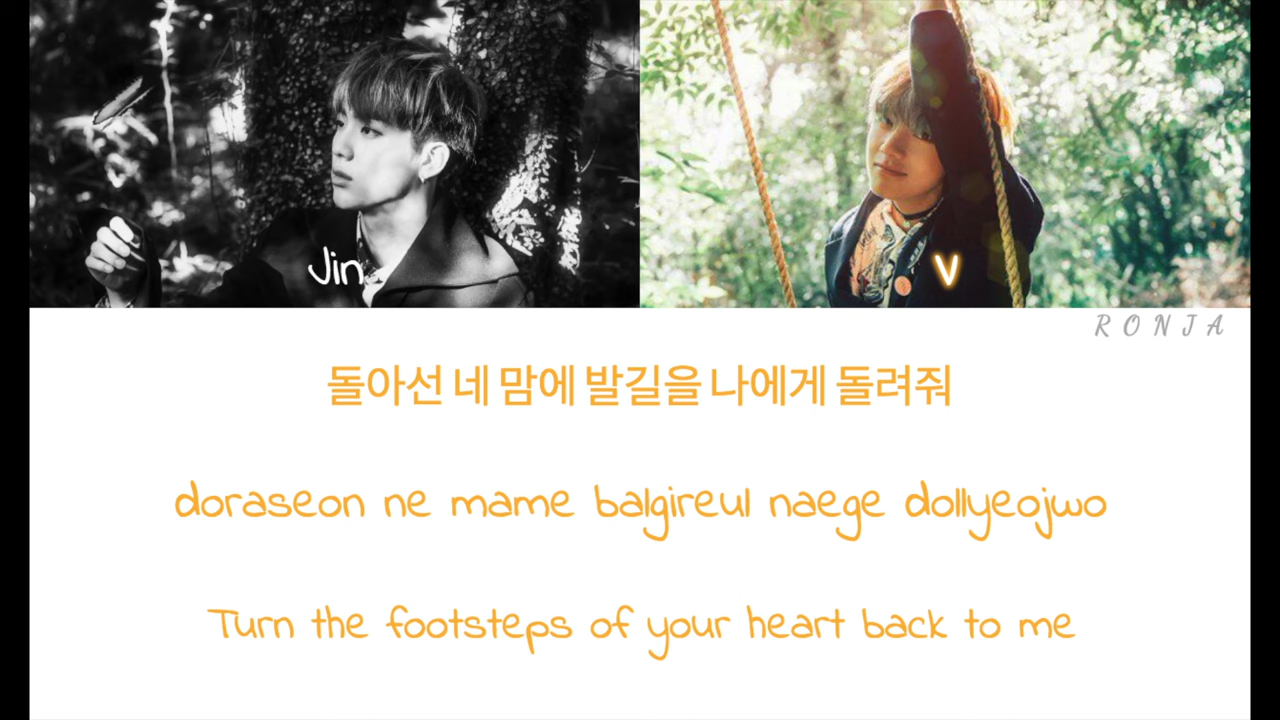 Jin
V
R O N J A
돌아선 네 맘에 발길을 나에게 돌려줘
doraseon ne mame balgireul naege dollyeojwo
Turn the footsteps of your heart back to me